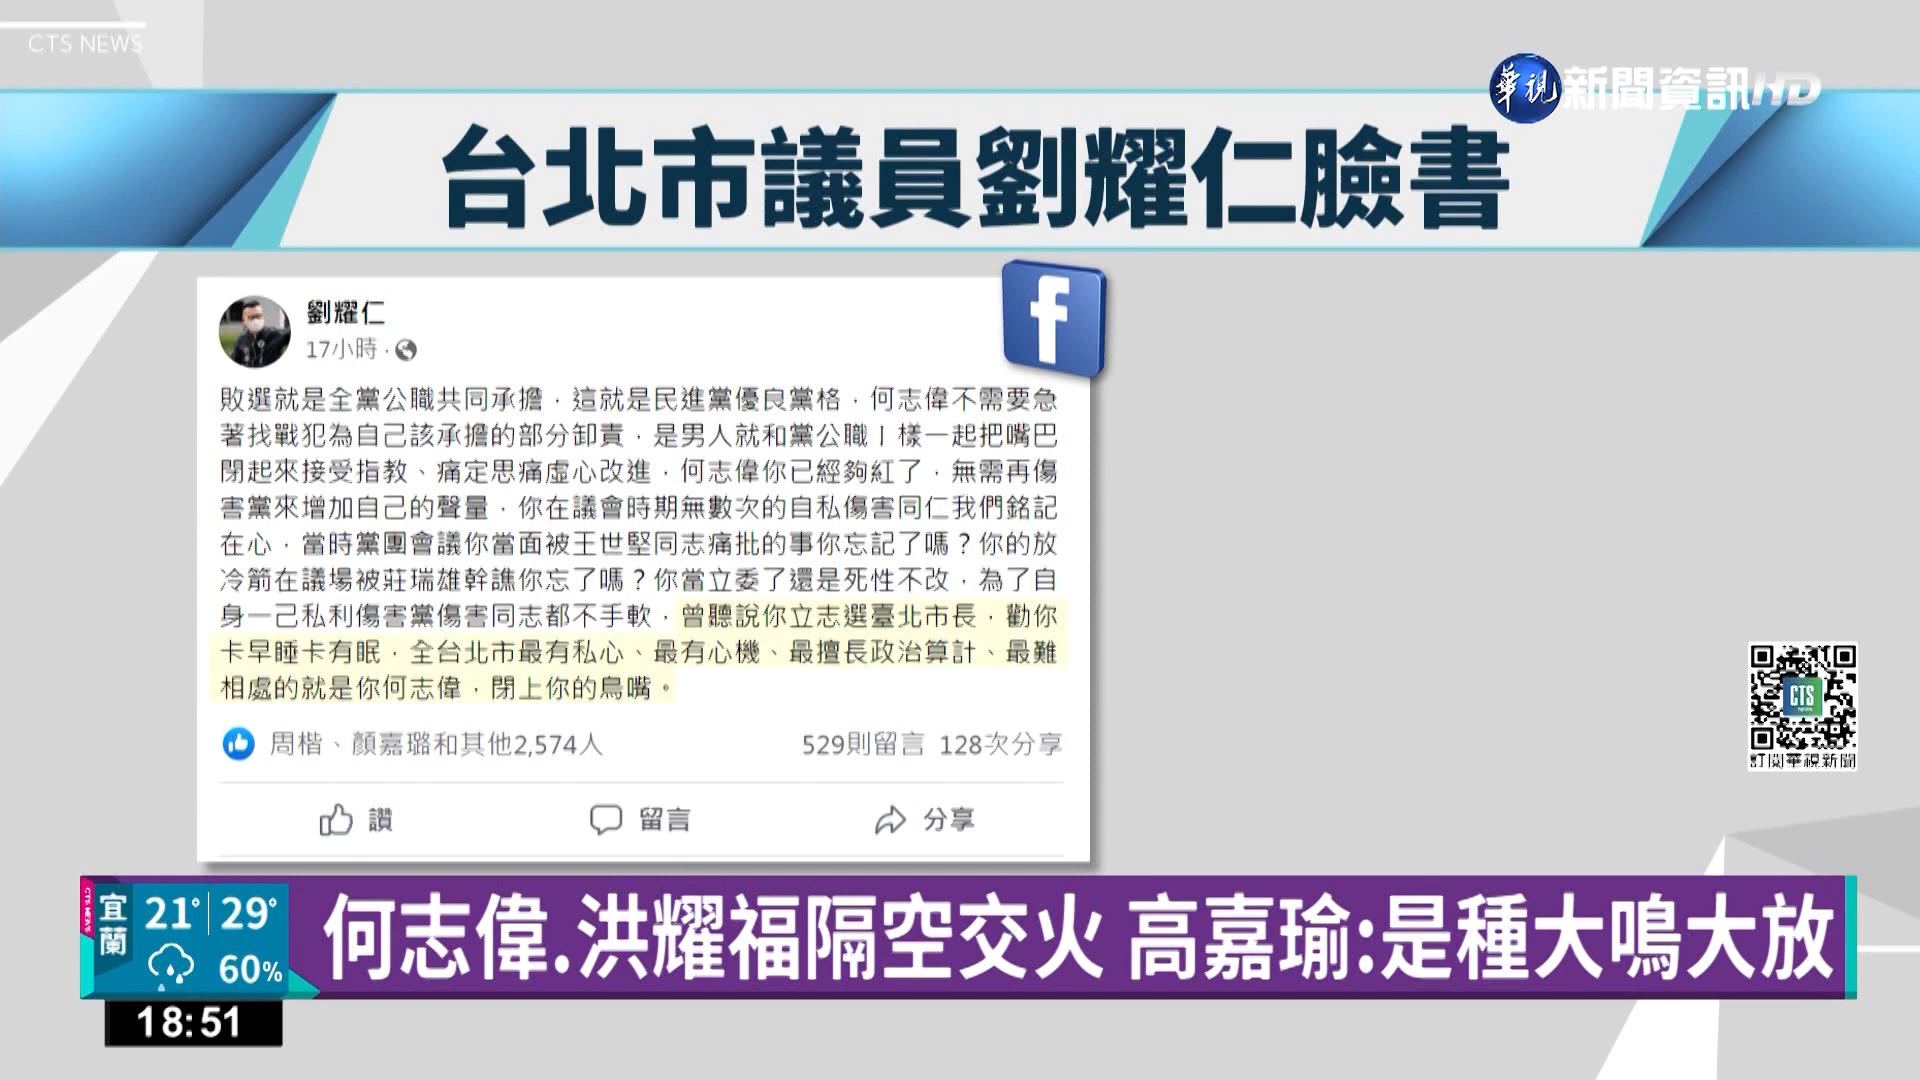 CTS NEWS
華視 新聞資訊HD
台北市議員劉耀仁臉書
劉耀仁
17小時 ·
敗選就是全黨公職共同承擔，這就是民進黨優良黨格，何志偉不需要急
著找戰犯為自己該承擔的部分卸責，是男人就和黨公職ㄧ樣一起把嘴巴
閉起來接受指教、痛定思痛虛心改進，何志偉你已經夠紅了，無需再傷
害黨來增加自己的聲量，你在議會時期無數次的自私傷害同仁我們銘記
在心，當時黨團會議你當面被王世堅同志痛批的事你忘記了嗎？你的放
冷箭在議場被莊瑞雄幹譙你忘了嗎？你當立委了還是死性不改，為了自
身一己私利傷害黨傷害同志都不手軟，曾聽說你立志選臺北市長，勸你
卡早睡卡有眠，全台北市最有私心、最有心機、最擅長政治算計、最難
相處的就是你何志偉，閉上你的鳥嘴。
周楷、顏嘉璐和其他2,574人
529則留言 128次分享
讚 留言 分享
CTS
訂閱華視新聞
CTS NEWS
宜蘭
21° 29°
60%
何志偉.洪耀福隔空交火 高嘉瑜:是種大鳴大放
18:51